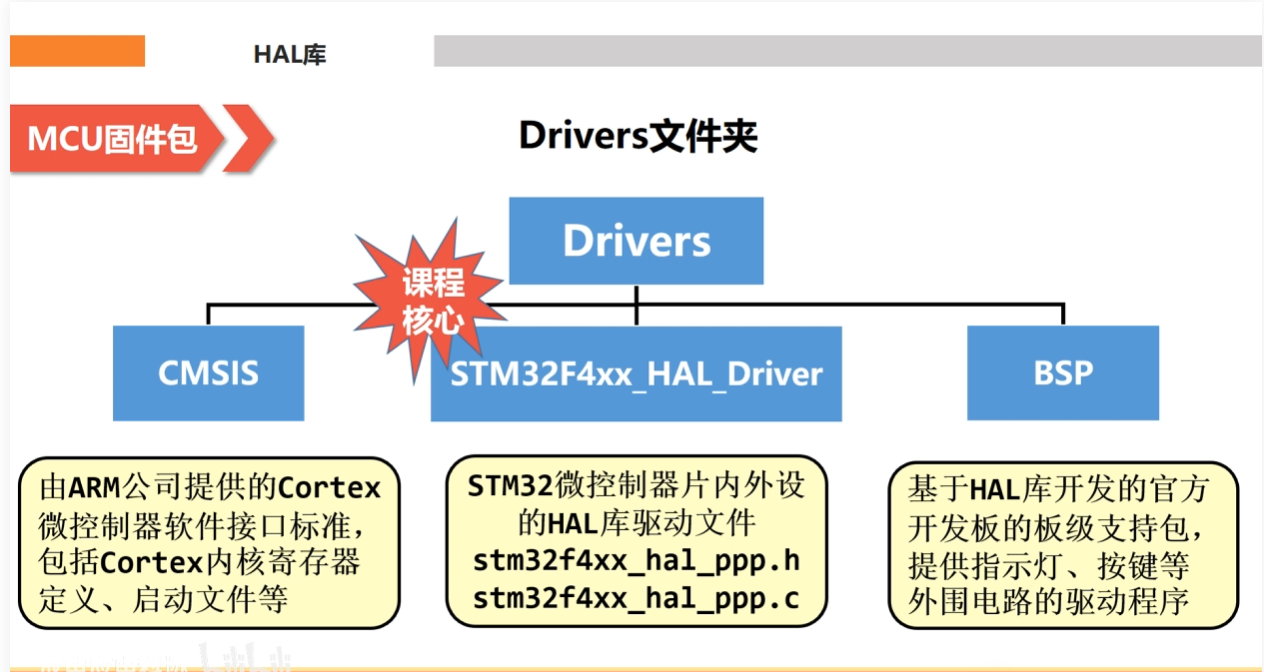 HAL库
MCU固件包
Drivers文件夹
Drivers
课程
核心
CMSIS
STM32F4xx_HAL_Driver
BSP
由ARM公司提供的Cortex
微控制器软件接口标准，
包括Cortex内核寄存器
定义、启动文件等
STM32微控制器片内外设
的HAL库驱动文件
stm32f4xx_hal_ppp.h
stm32f4xx_hal_ppp.c
基于HAL库开发的官方
开发板的板级支持包，
提供指示灯、按键等
外围电路的驱动程序